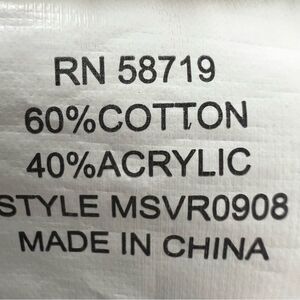 RN 58719
60%COTTON
40%ACRYLIC
STYLE MSVR0908
MADE IN CHINA